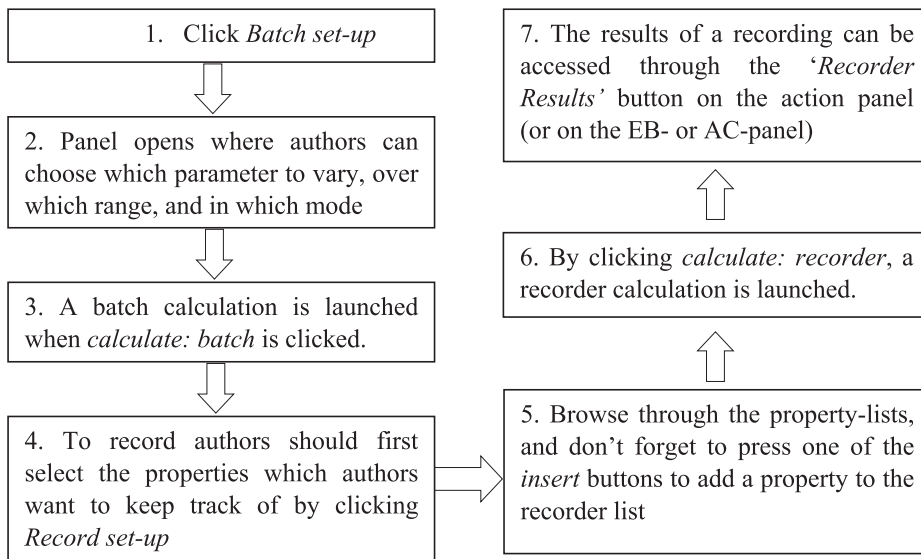 1. Click Batch set-up
2. Panel opens where authors can
choose which parameter to vary, over
which range, and in which mode
3. A batch calculation is launched
when calculate: batch is clicked.
4. To record authors should first
select the properties which authors
want to keep track of by clicking
Record set-up
5. Browse through the property-lists,
and don’t forget to press one of the
insert buttons to add a property to the
recorder list
6. By clicking calculate: recorder, a
recorder calculation is launched.
7. The results of a recording can be
accessed through the ‘Recorder
Results’ button on the action panel
(or on the EB- or AC-panel)